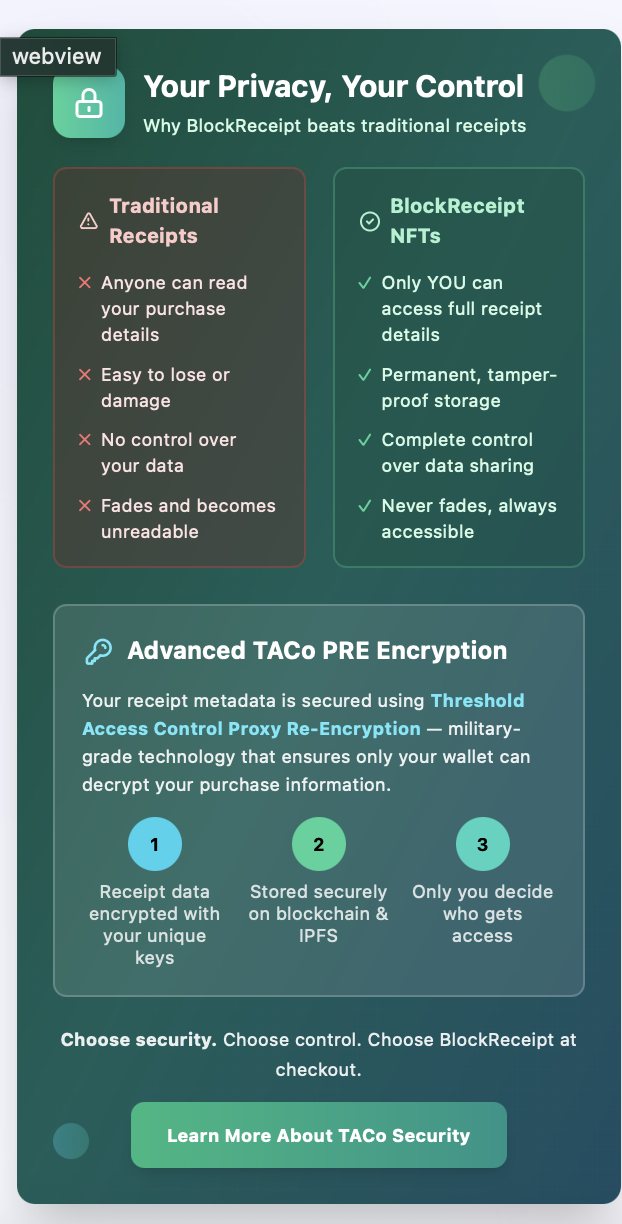 webview
Your Privacy, Your Control
Why BlockReceipt beats traditional receipts
Traditional
Receipts
Anyone can read
your purchase
details
Easy to lose or
damage
No control over
your data
Fades and becomes
unreadable
BlockReceipt
NFTs
Only YOU can
access full receipt
details
Permanent, tamper-
proof storage
Complete control
over data sharing
Never fades, always
accessible
Advanced TACo PRE Encryption
Your receipt metadata is secured using Threshold
Access Control Proxy Re-Encryption — military-
grade technology that ensures only your wallet can
decrypt your purchase information.
1
Receipt data
encrypted with
your unique
keys
2
Stored securely
on blockchain &
IPFS
3
Only you decide
who gets
access
Choose security. Choose control. Choose BlockReceipt at
checkout.
Learn More About TACo Security